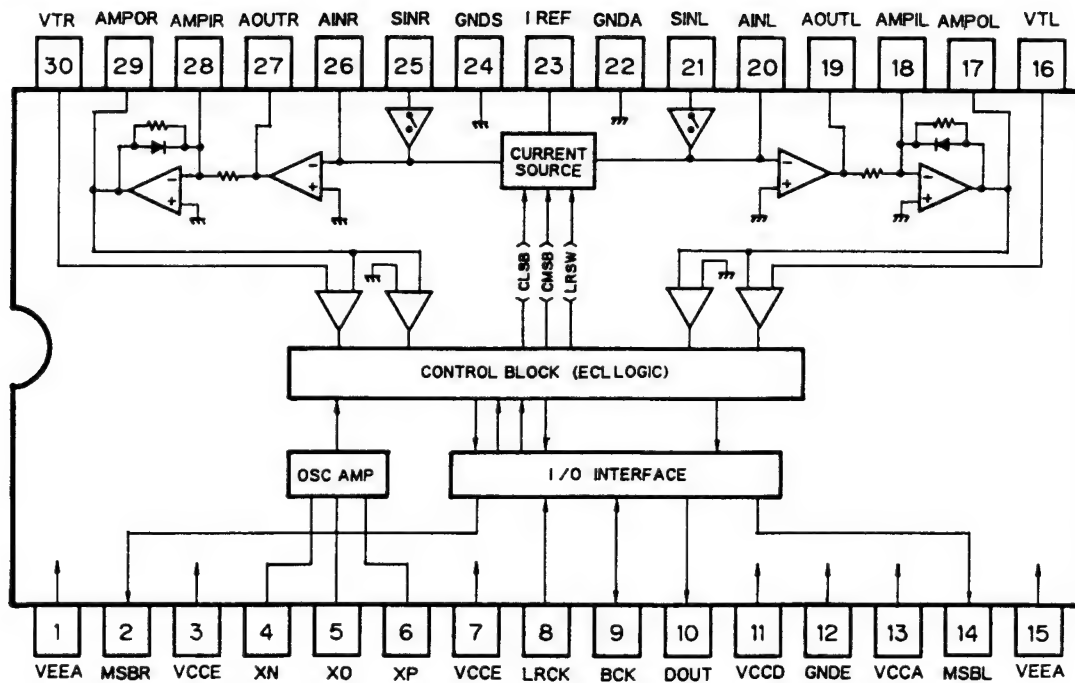 VTR AMPOR AMPIR AOUTR AINR SINR GNDS I REF GNDA SINL AINL AOUTL AMPIL AMPOL VTL
30 29 28 27 26 25 24 23 22 21 20 19 18 17 16
CURRENT
SOURCE
- - - -
+ + + +
CLSB CMSB LRSW
CONTROL BLOCK (ECL LOGIC)
OSC AMP
I/O INTERFACE
1 2 3 4 5 6 7 8 9 10 11 12 13 14 15
VEEA MSBR VCCE XN XO XP VCCE LRCK BCK DOUT VCCD GNDE VCCA MSBL VEEA